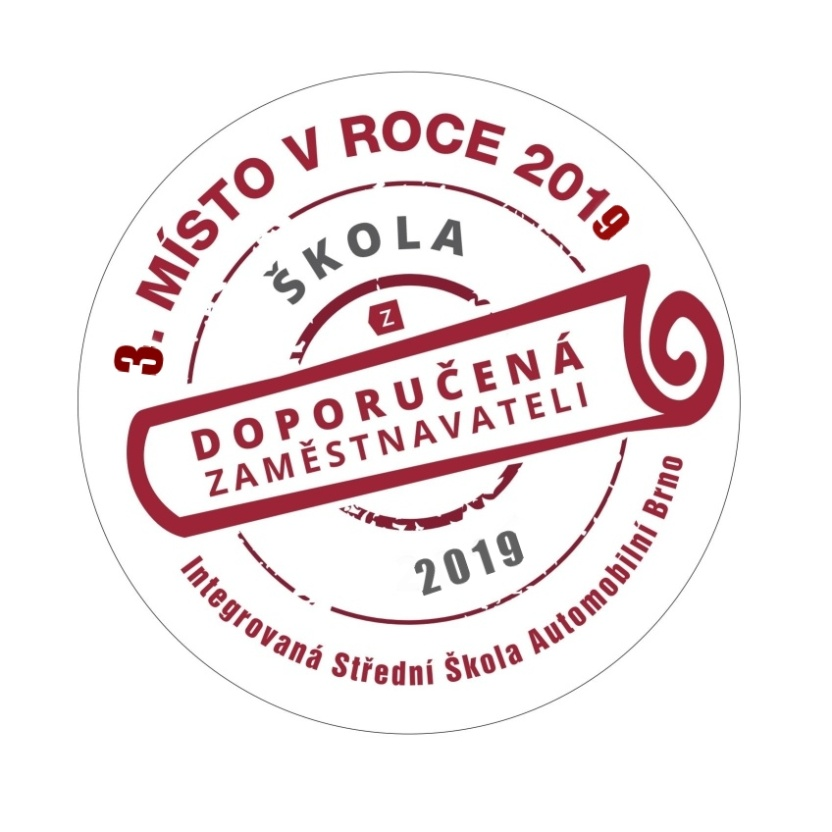 3. MÍSTO V ROCE 2019
ŠKOLA
Z
DOPORUČENÁ
ZAMĚSTNAVATELI
2019
Integrovaná Střední Škola Automobilní Brno